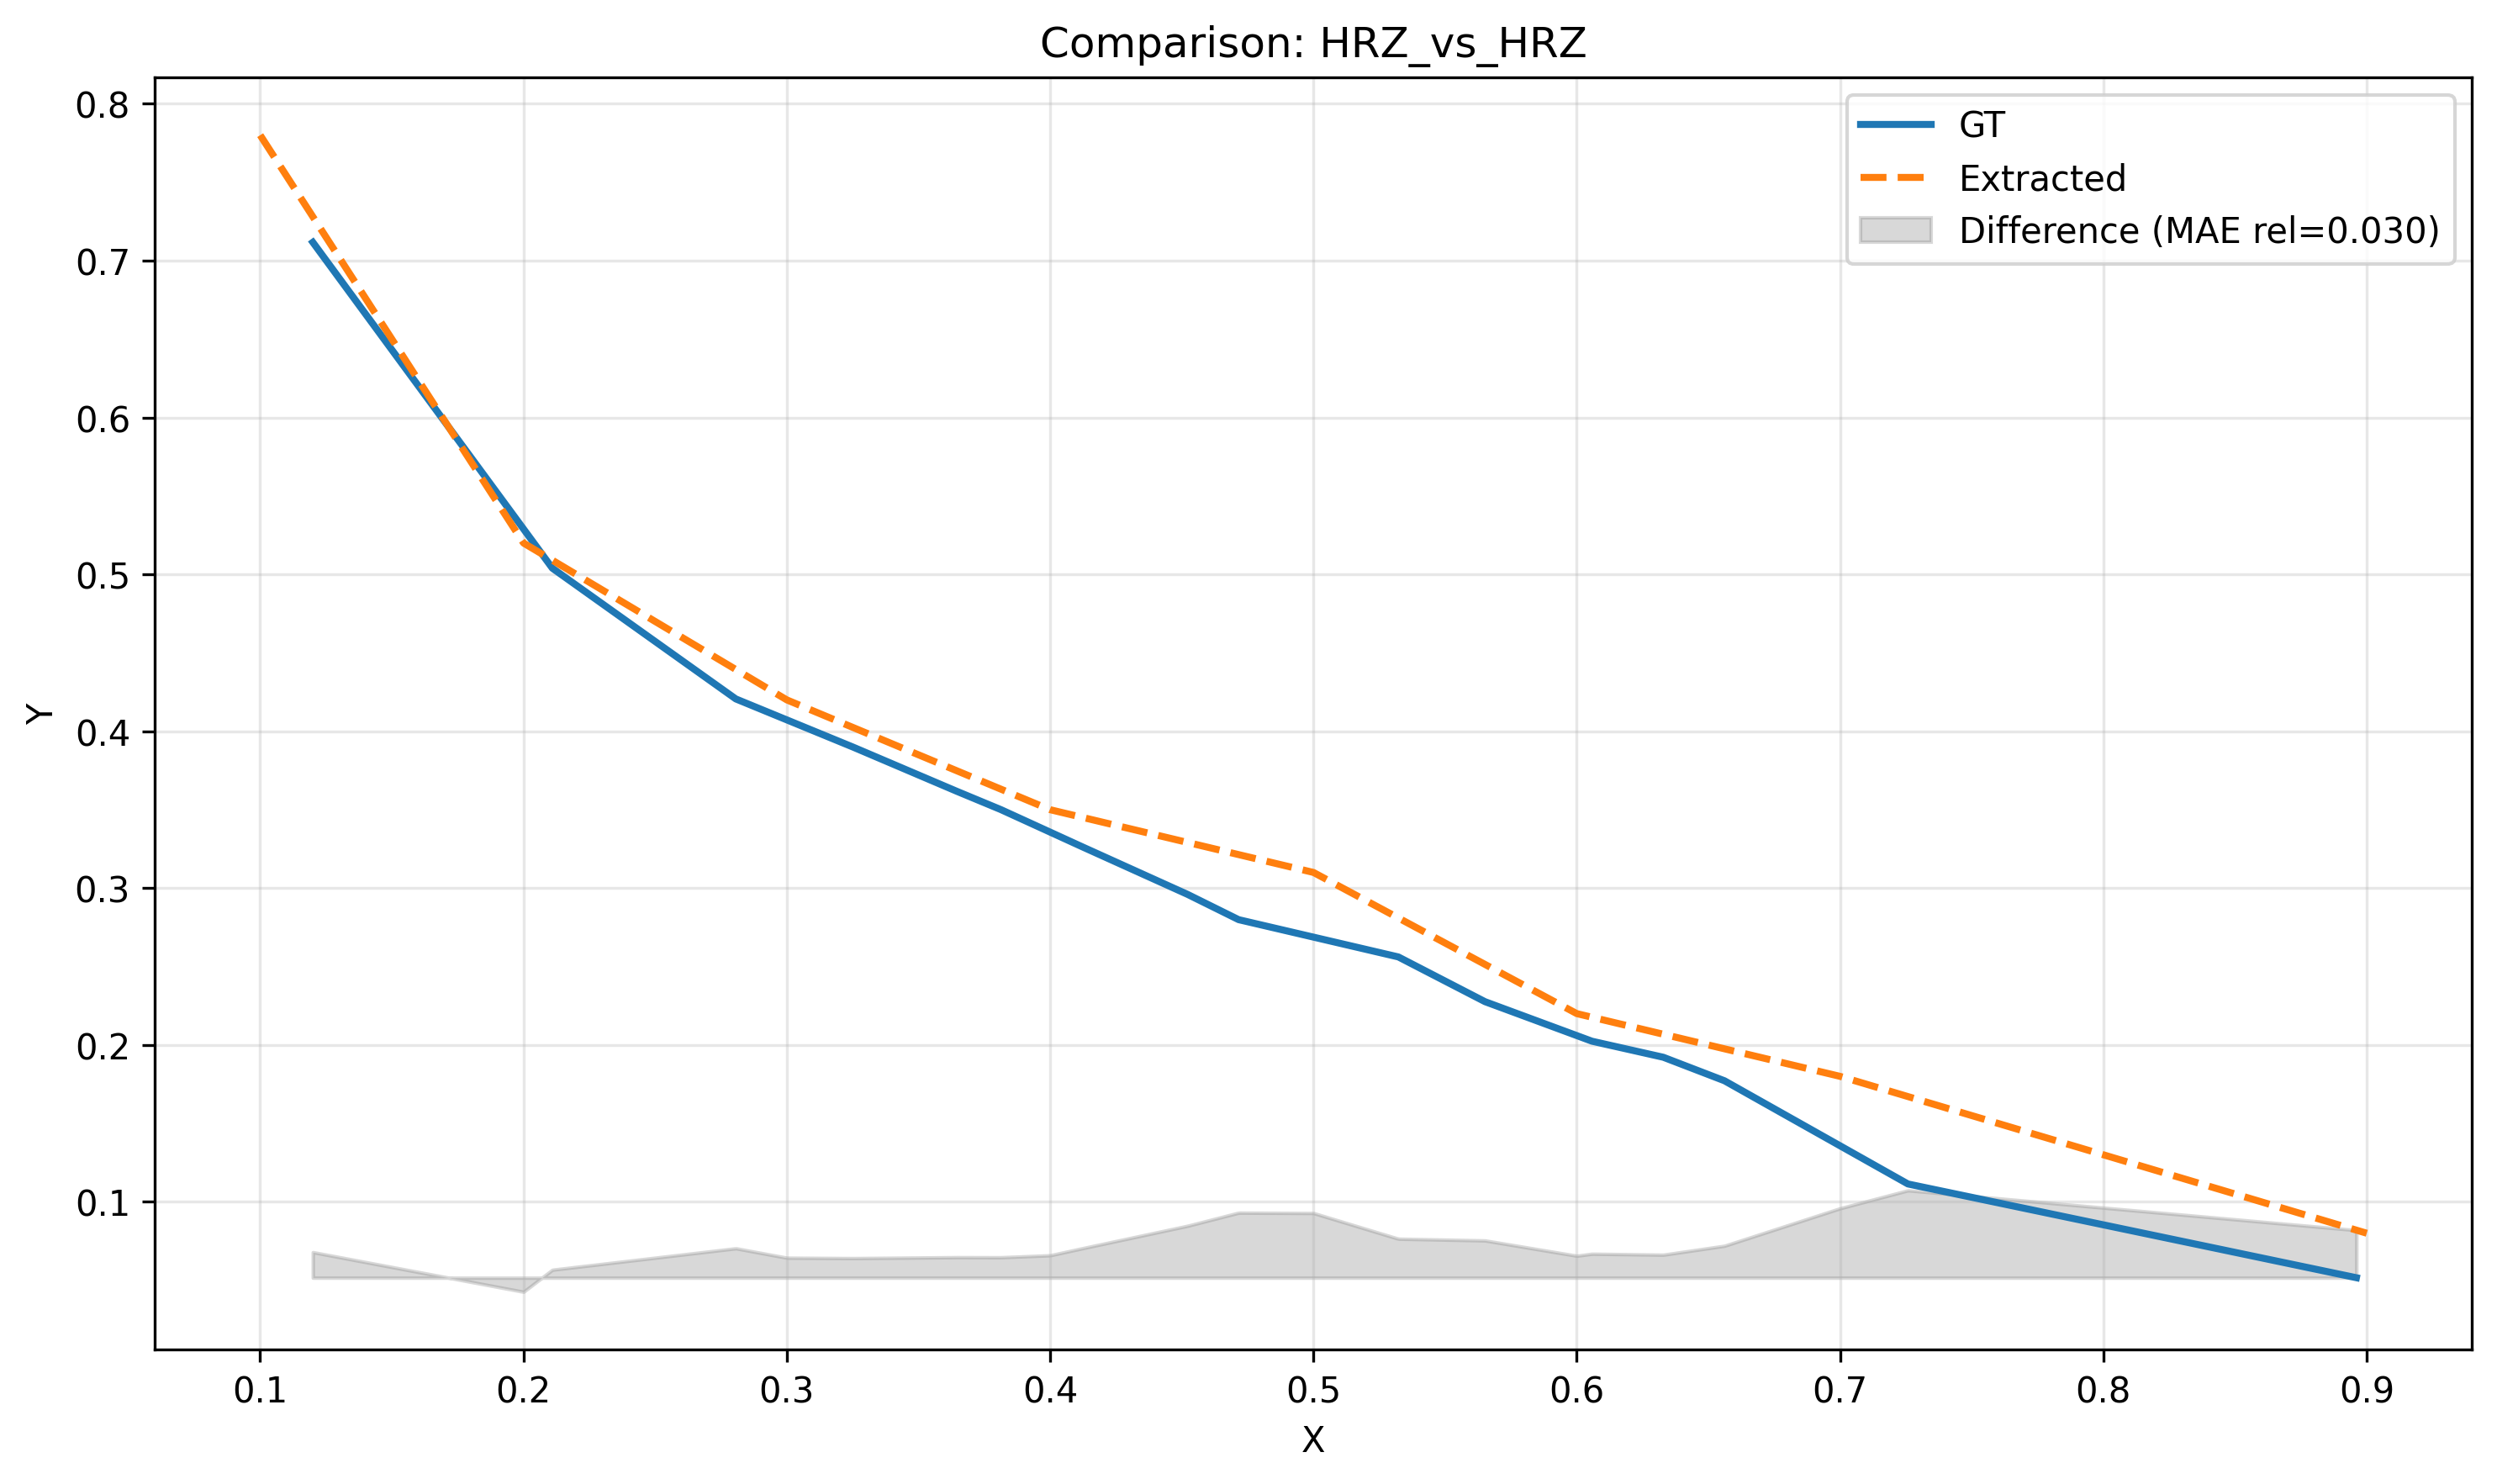 Comparison: HRZ_vs_HRZ
GT
Extracted
Difference (MAE rel=0.030)
Y
0.8
0.7
0.6
0.5
0.4
0.3
0.2
0.1
0.1 0.2 0.3 0.4 0.5 0.6 0.7 0.8 0.9
X